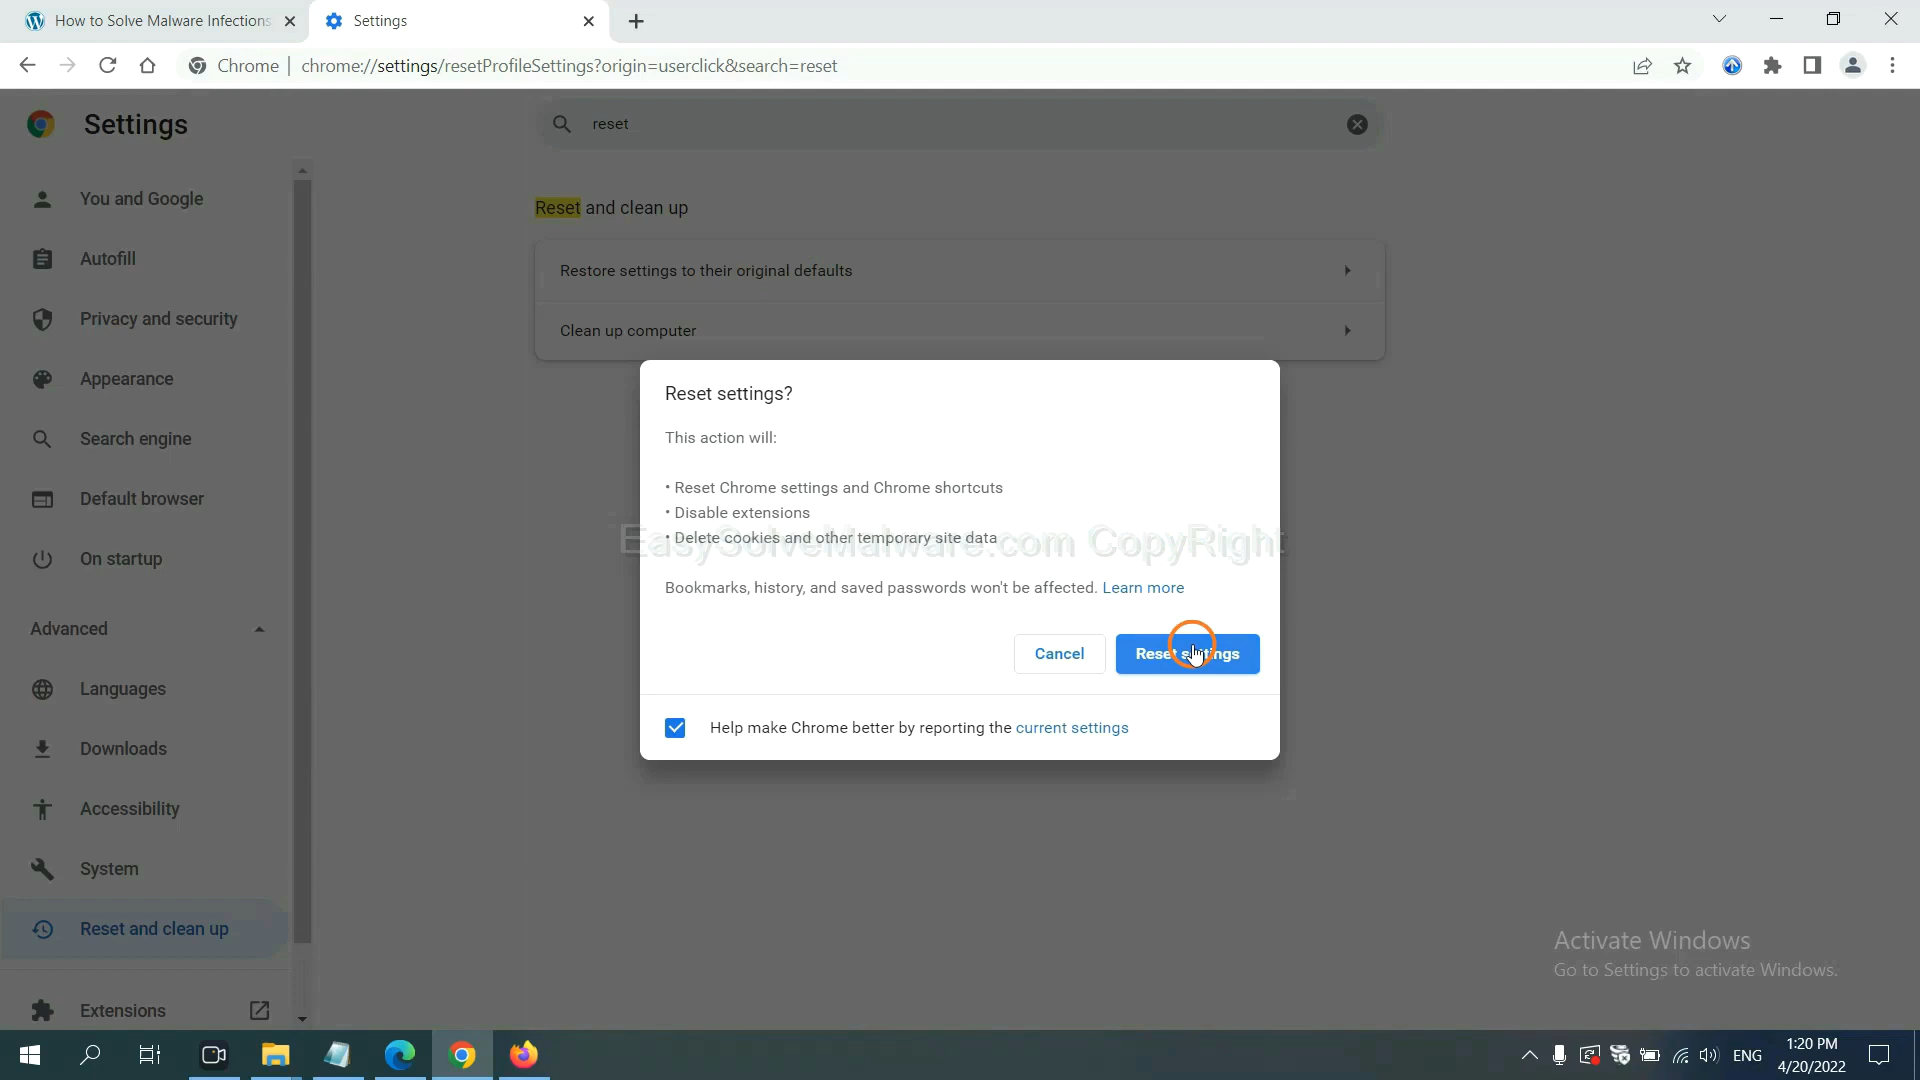 How to Solve Malware Infections
Settings
Chrome | chrome://settings/resetProfileSettings?origin=userclick&search=reset
Settings
reset
You and Google
Autofill
Privacy and security
Appearance
Search engine
Default browser
On startup
Advanced
Languages
Downloads
Accessibility
System
Reset and clean up
Extensions
Reset and clean up
Restore settings to their original defaults
Clean up computer
Reset settings?
This action will:
• Reset Chrome settings and Chrome shortcuts
• Disable extensions
• Delete cookies and other temporary site data
EasySolveMalware.com CopyRight
Bookmarks, history, and saved passwords won't be affected. Learn more
Cancel
Reset settings
Help make Chrome better by reporting the current settings
Activate Windows
Go to Settings to activate Windows.
ENG
1:20 PM
4/20/2022